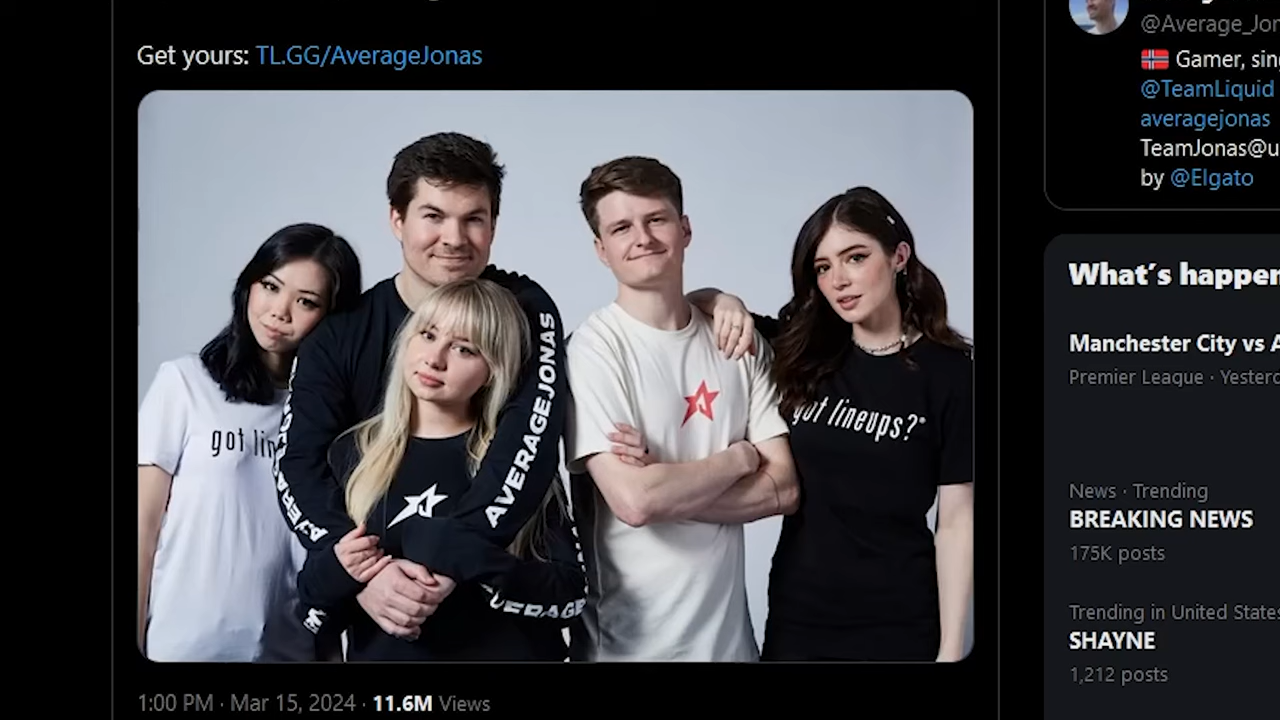 Get yours: TL.GG/AverageJonas
got lin
AVERAGEJONAS
AVERAGE
got lineups?*
1:00 PM · Mar 15, 2024 · 11.6M Views
@Average_Jor
Gamer, sing
@TeamLiquid
averagejonas
TeamJonas@u
by @Elgato
What's happen
Manchester City vs A
Premier League · Yesterd
News · Trending
BREAKING NEWS
175K posts
Trending in United States
SHAYNE
1,212 posts